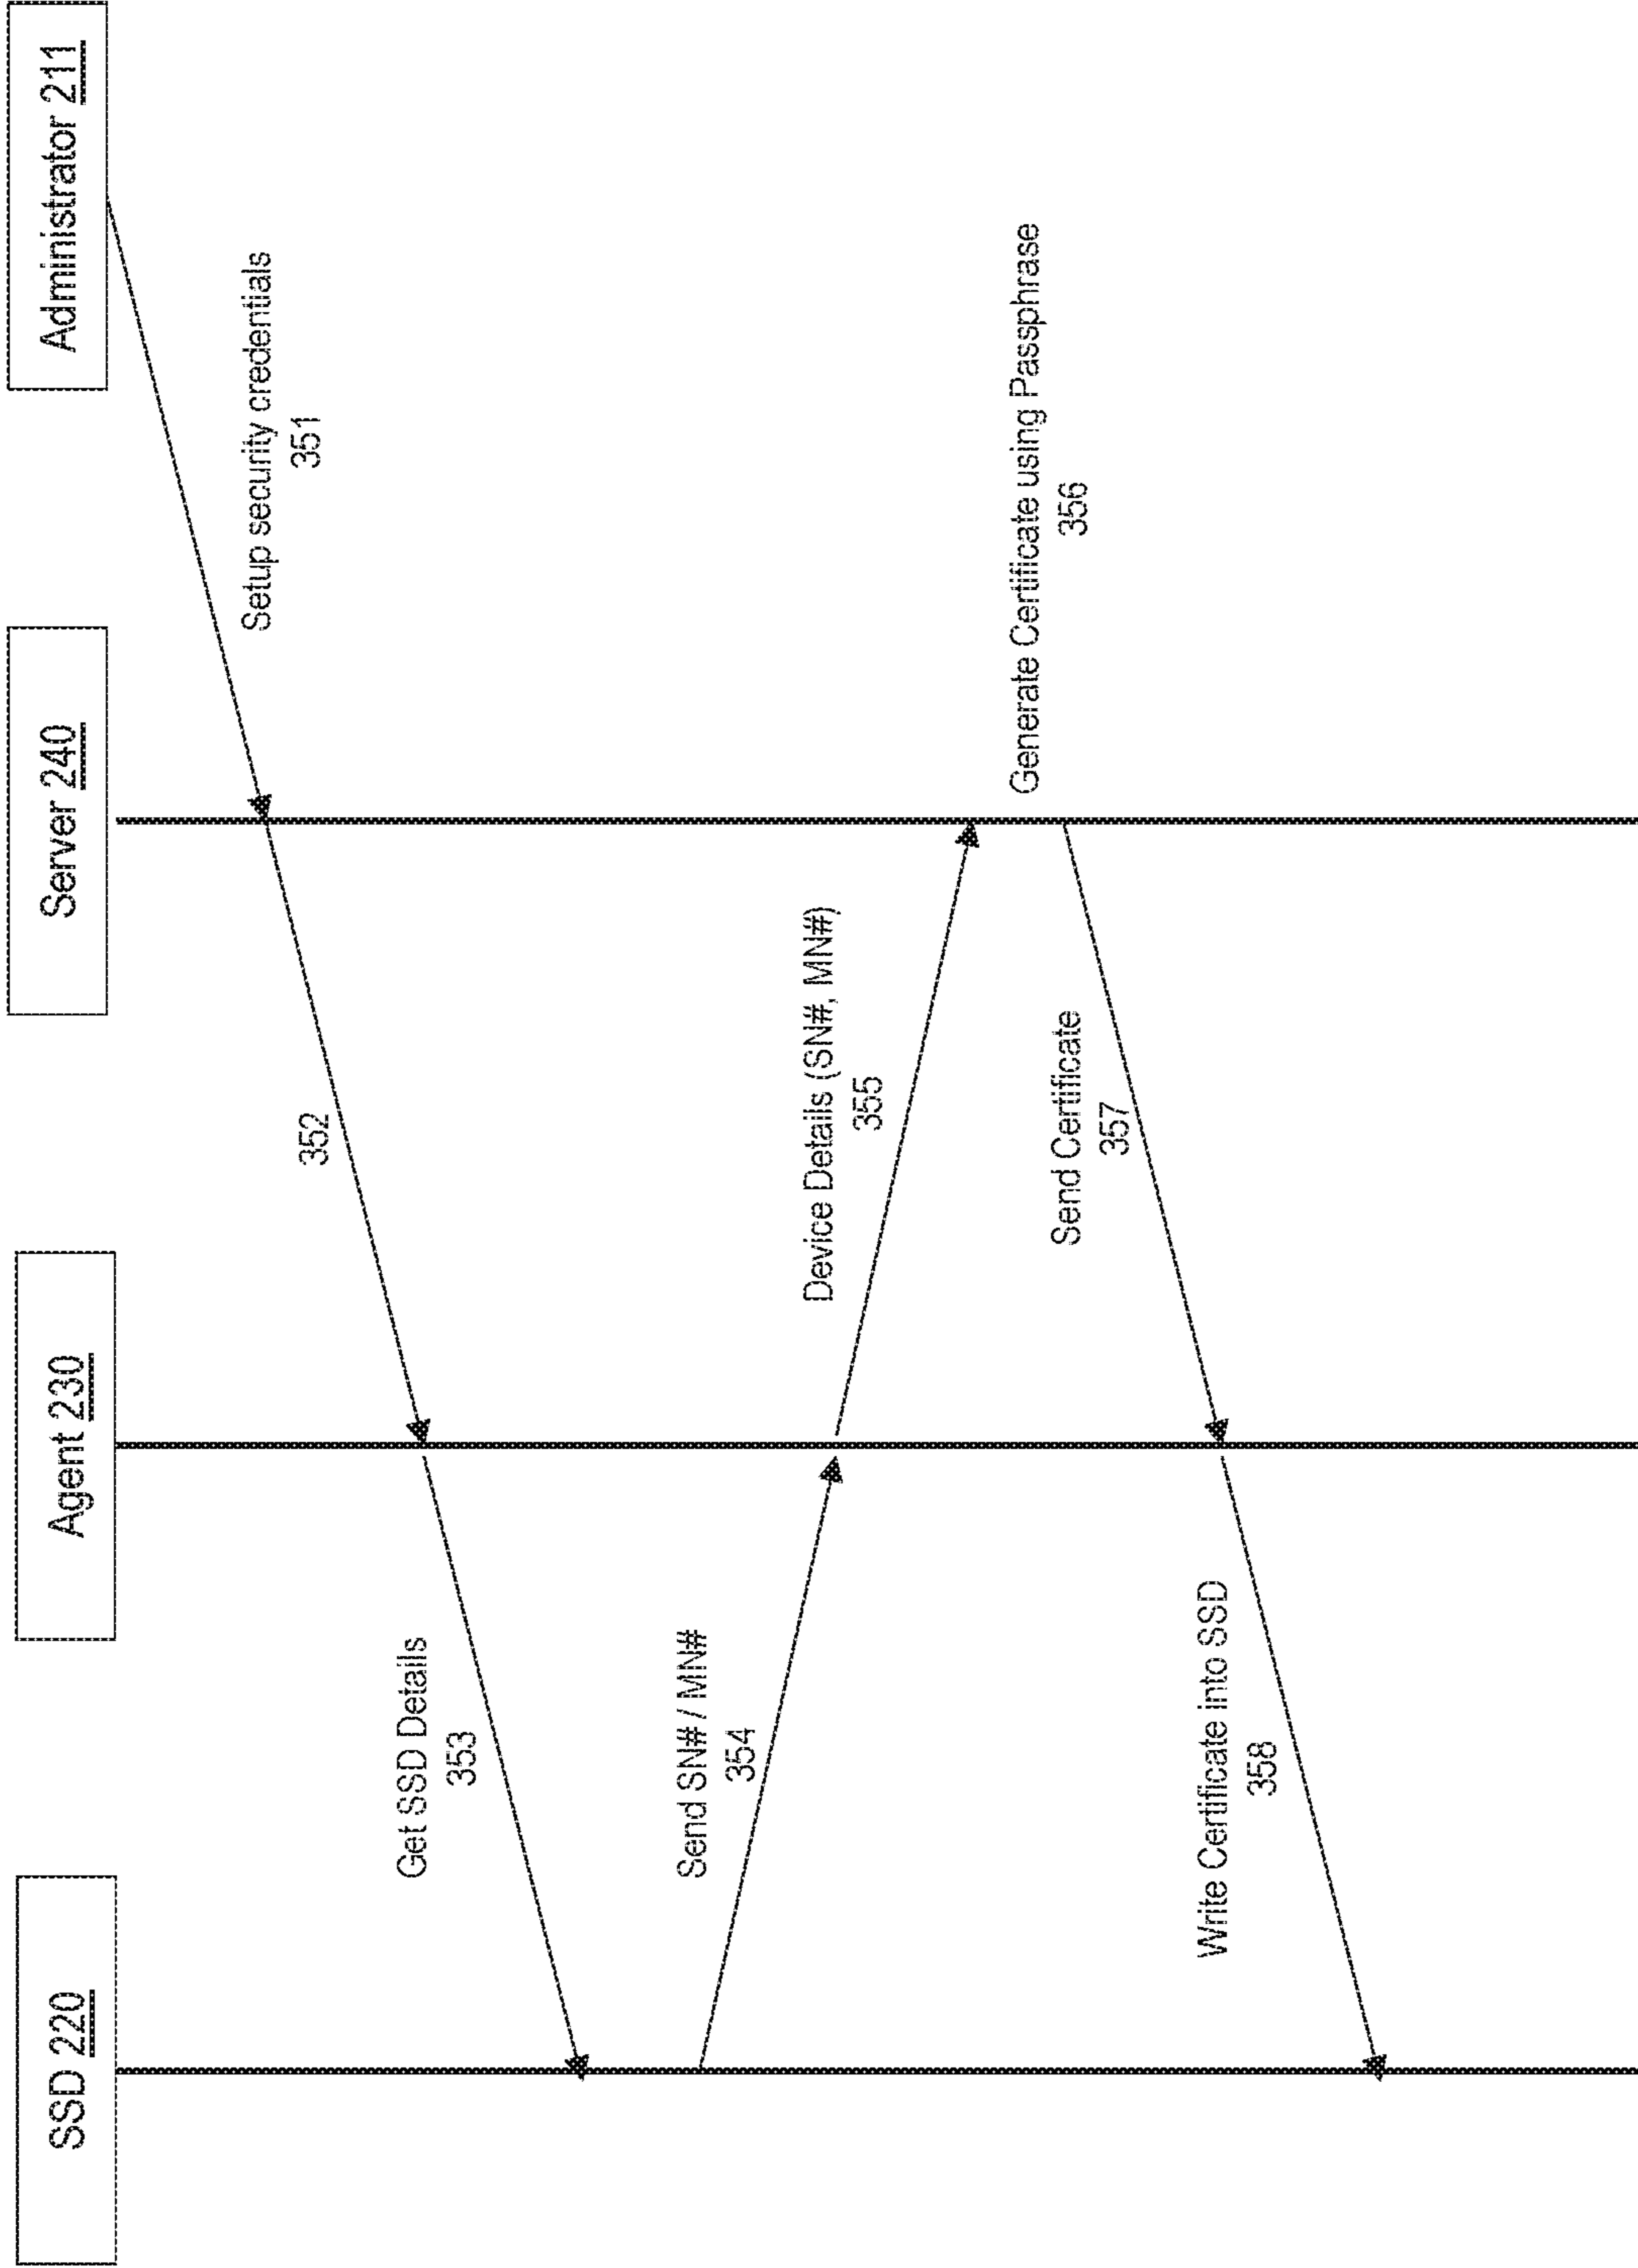 SSD 220
Agent 230
Server 240
Administrator 211
Setup security credentials
351
352
Get SSD Details
353
Send SN# / MN#
354
Device Details (SN#, MN#)
355
Generate Certificate using Passphrase
356
Send Certificate
357
Write Certificate into SSD
358